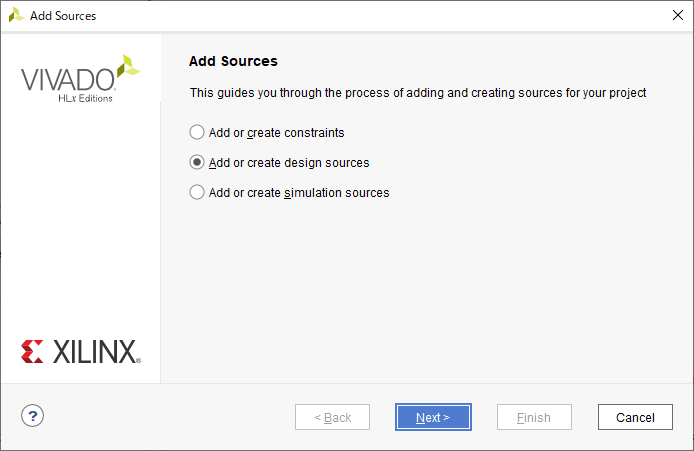 Add Sources
VIVADO.
HLx Editions
Add Sources
This guides you through the process of adding and creating sources for your project
Add or create constraints
Add or create design sources
Add or create simulation sources
XILINX®
?
< Back
Next >
Finish
Cancel